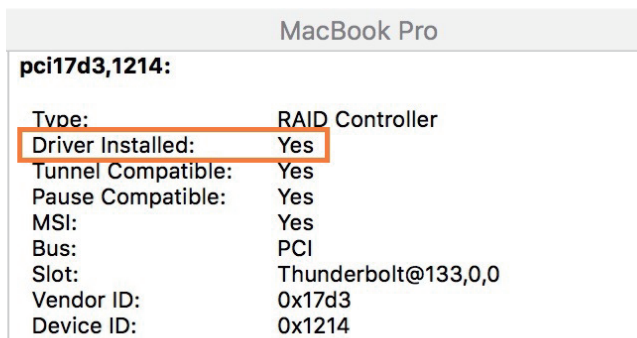 MacBook Pro
pci17d3,1214:
Type: RAID Controller
Driver Installed: Yes
Tunnel Compatible: Yes
Pause Compatible: Yes
MSI: Yes
Bus: PCI
Slot: Thunderbolt@133,0,0
Vendor ID: 0x17d3
Device ID: 0x1214